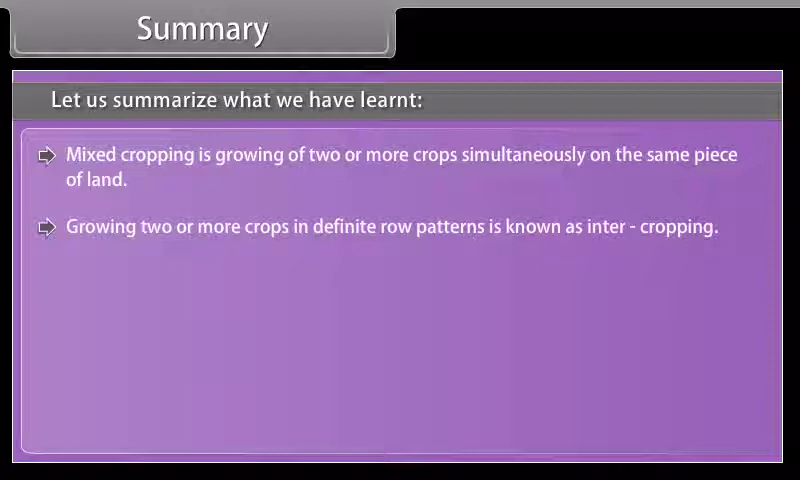 Summary
Let us summarize what we have learnt:
Mixed cropping is growing of two or more crops simultaneously on the same piece
of land.
Growing two or more crops in definite row patterns is known as inter - cropping.